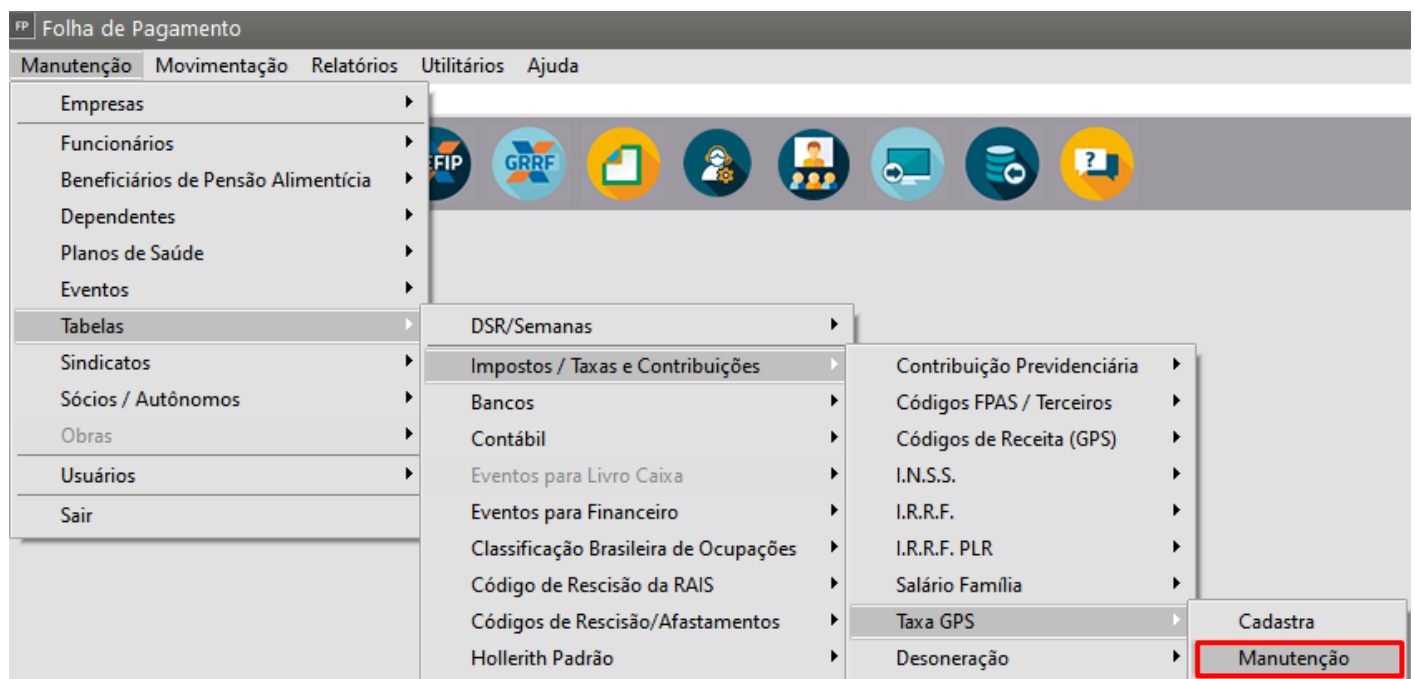 FP Folha de Pagamento
Manutenção Movimentação Relatórios Utilitários Ajuda
Empresas
Funcionários
Beneficiários de Pensão Alimentícia
Dependentes
Planos de Saúde
Eventos
Tabelas
Sindicatos
Sócios / Autônomos
Obras
Usuários
Sair
EFIP
GRRF
?
DSR/Semanas
Impostos / Taxas e Contribuições
Bancos
Contábil
Eventos para Livro Caixa
Eventos para Financeiro
Classificação Brasileira de Ocupações
Código de Rescisão da RAIS
Códigos de Rescisão/Afastamentos
Hollerith Padrão
Contribuição Previdenciária
Códigos FPAS / Terceiros
Códigos de Receita (GPS)
I.N.S.S.
I.R.R.F.
I.R.R.F. PLR
Salário Família
Taxa GPS
Desoneração
Cadastra
Manutenção